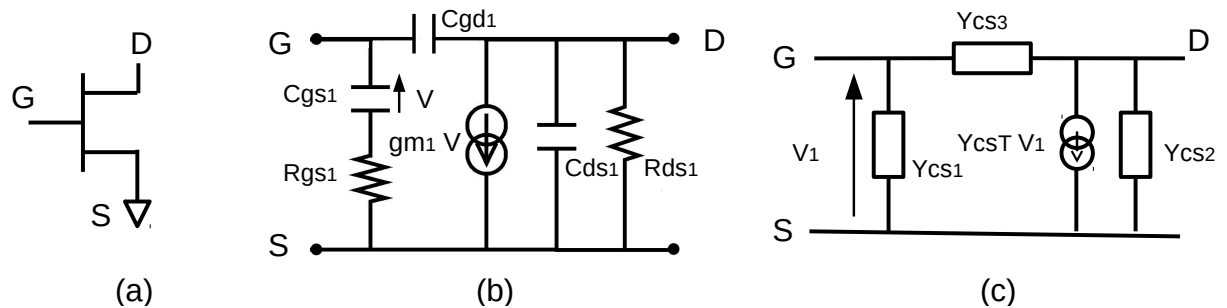 D
G
S
(a)
Cgd1
G
D
Cgs1
V
gm1 V
Rgs1
Cds1
Rds1
S
(b)
Ycs3
G
D
V1
Ycs1
YcsT V1
Ycs2
S
(c)